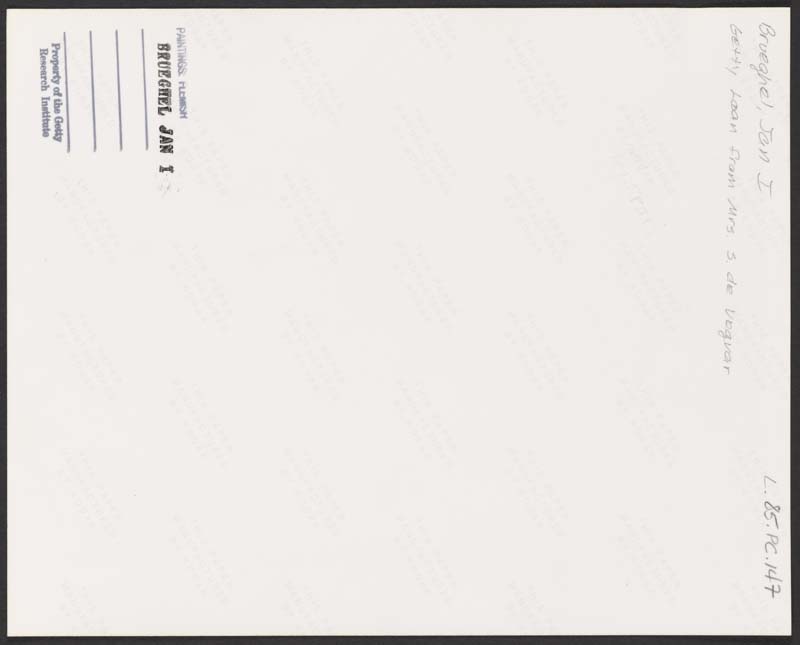 Brueghel, Jan I
L.85.PC.147
Getty Loan from Mrs. S. de Vegvar
PAINTINGS: FLEMISH
BRUEGHEL JAN I
Property of the Getty
Research Institute